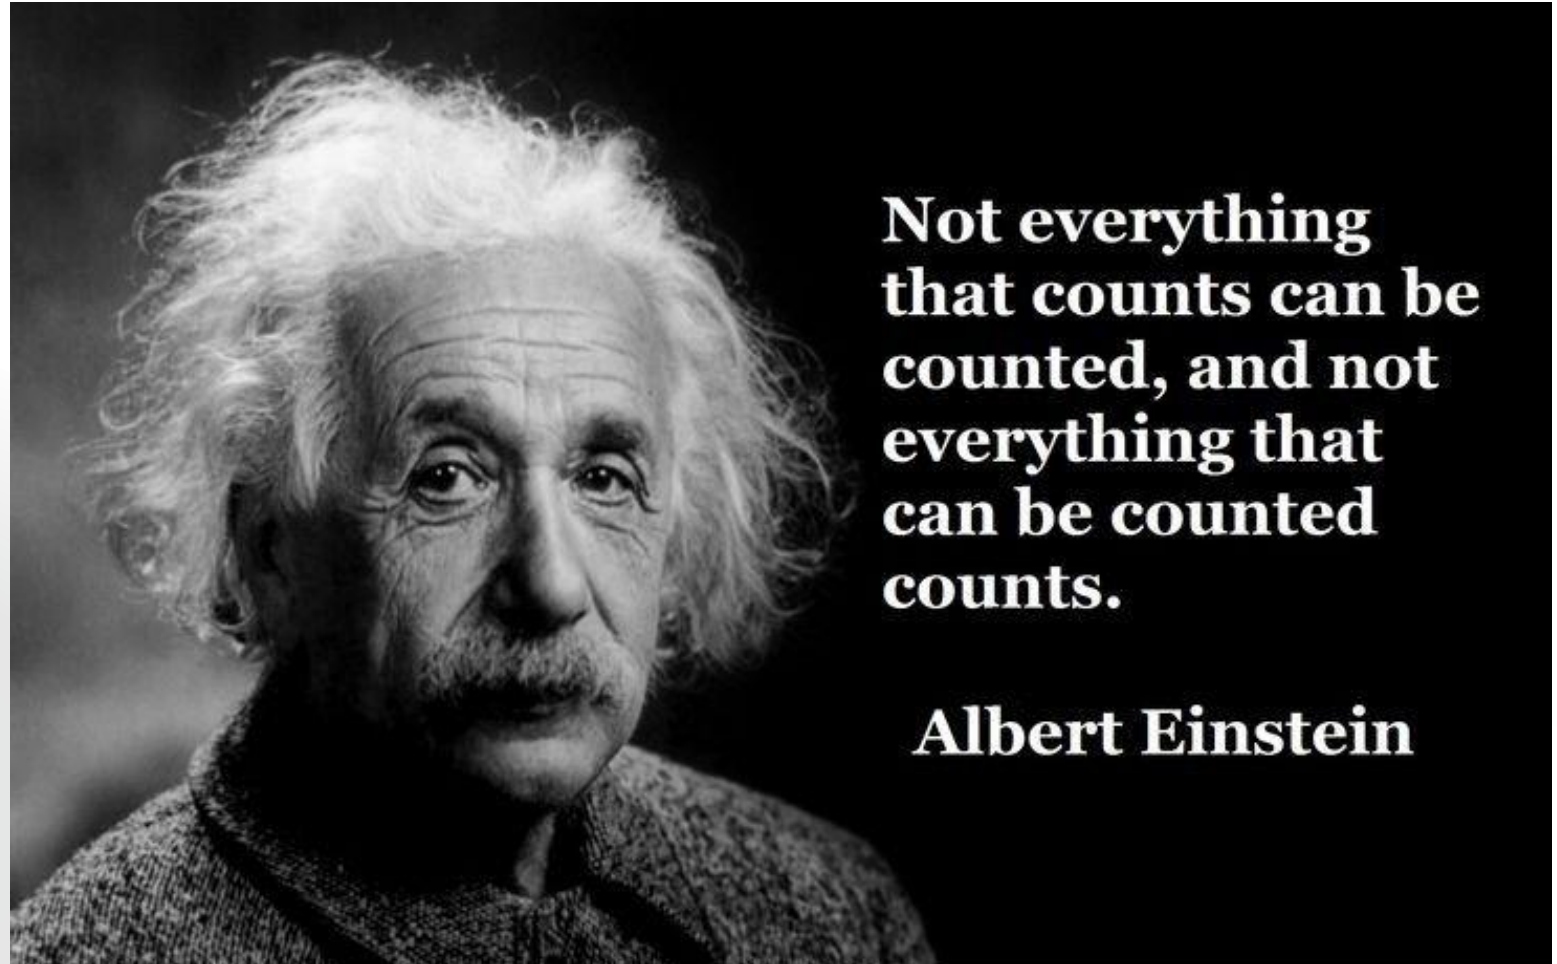 Not everything
that counts can be
counted, and not
everything that
can be counted
counts.
Albert Einstein